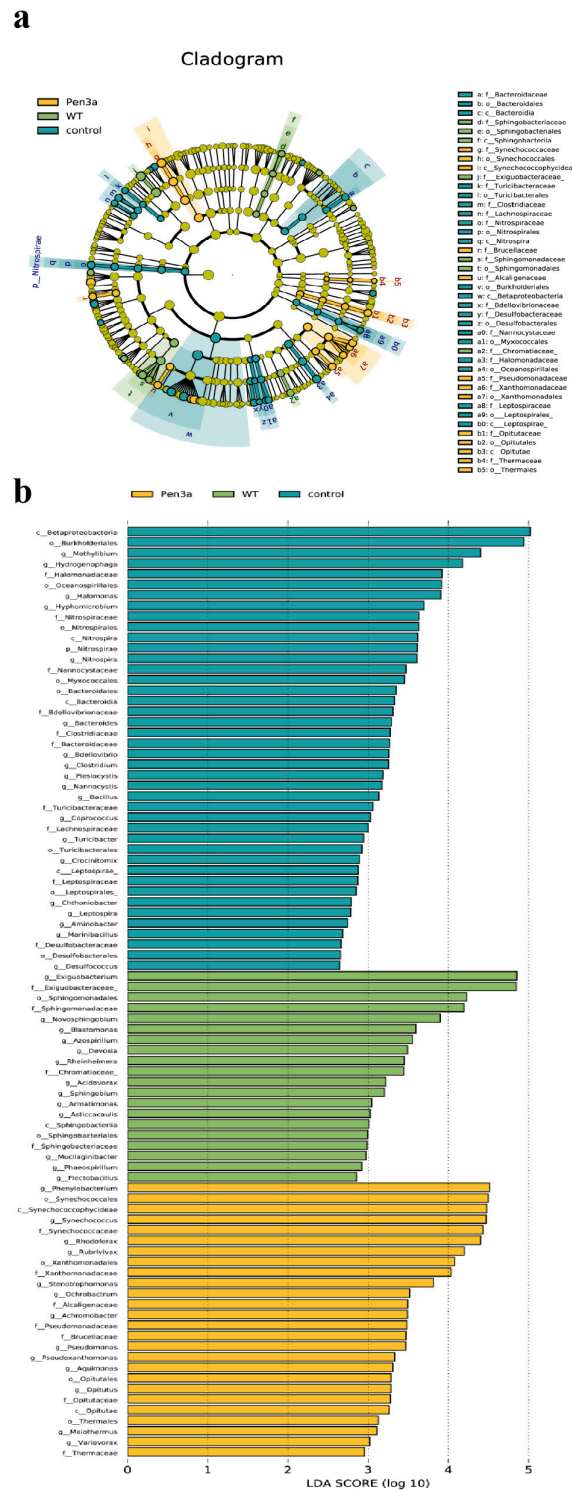 a
Cladogram
Pen3a
WT
control
a: f__Bacteroidaceae
b: o__Bacteroidales
c: c__Bacteroidia
d: f__Sphingobacteriaceae
e: o__Sphingobacteriales
f: c__Sphingobacteriia
g: f__Synechococcaceae
h: o__Synechococcales
i: c__Synechococcophycideae
j: f__Exiguobacteraceae_
k: f__Turicibacteraceae
l: o__Turicibacterales
m: f__Clostridiaceae
n: f__Lachnospiraceae
o: f__Nitrospiraceae
p: o__Nitrospirales
q: c__Nitrospira
r: f__Brucellaceae
s: f__Sphingomonadaceae
t: o__Sphingomonadales
u: f__Alcaligenaceae
v: o__Burkholderiales
w: c__Betaproteobacteria
x: f__Bdellovibrionaceae
y: f__Desulfobacteraceae
z: o__Desulfobacterales
a0: f__Nannocystaceae
a1: o__Myxococcales
a2: f___Chromatiaceae_
a3: f__Halomonadaceae
a4: o__Oceanospirillales
a5: f__Pseudomonadaceae
a6: f__Xanthomonadaceae
a7: o__Xanthomonadales
a8: f__Leptospiraceae
a9: o___Leptospirales_
b0: c___Leptospirae_
b1: f__Opitutaceae
b2: o__Opitutales
b3: c__Opitutae
b4: f__Thermaceae
b5: o__Thermales
p__Nitrospirae
b
Pen3a WT control
c__Betaproteobacteria
o__Burkholderiales
g__Methylibium
g__Hydrogenophaga
f__Halomonadaceae
o__Oceanospirillales
g__Halomonas
g__Hyphomicrobium
f__Nitrospiraceae
o__Nitrospirales
c__Nitrospira
p__Nitrospirae
g__Nitrospira
f__Nannocystaceae
o__Myxococcales
o__Bacteroidales
c__Bacteroidia
f__Bdellovibrionaceae
g__Bacteroides
f__Clostridiaceae
f__Bacteroidaceae
g__Bdellovibrio
g__Clostridium
g__Plesiocystis
g__Nannocystis
g__Bacillus
f__Turicibacteraceae
g__Coprococcus
f__Lachnospiraceae
g__Turicibacter
o__Turicibacterales
g__Crocinitomix
c___Leptospirae_
f__Leptospiraceae
o___Leptospirales_
g__Chthoniobacter
g__Leptospira
g__Aminobacter
g__Marinibacillus
f__Desulfobacteraceae
o__Desulfobacterales
g__Desulfococcus
g__Exiguobacterium
f___Exiguobacteraceae_
o__Sphingomonadales
f__Sphingomonadaceae
g__Novosphingobium
g__Blastomonas
g__Azospirillum
g__Devosia
g__Rheinheimera
f___Chromatiaceae_
g__Acidovorax
g__Sphingobium
g__Armatimonas
g__Asticcacaulis
c__Sphingobacteriia
o__Sphingobacteriales
f__Sphingobacteriaceae
g__Mucilaginibacter
g__Phaeospirillum
g__Flectobacillus
g__Phenylobacterium
o__Synechococcales
c__Synechococcophycideae
g__Synechococcus
f__Synechococcaceae
g__Rhodoferax
g__Rubrivivax
o__Xanthomonadales
f__Xanthomonadaceae
g__Stenotrophomonas
g__Ochrobactrum
f__Alcaligenaceae
g__Achromobacter
f__Pseudomonadaceae
f__Brucellaceae
g__Pseudomonas
g__Pseudoxanthomonas
g__Aquimonas
o__Opitutales
g__Opitutus
f__Opitutaceae
c__Opitutae
o__Thermales
g__Meiothermus
g__Variovorax
f__Thermaceae
0 1 2 3 4 5
LDA SCORE (log 10)